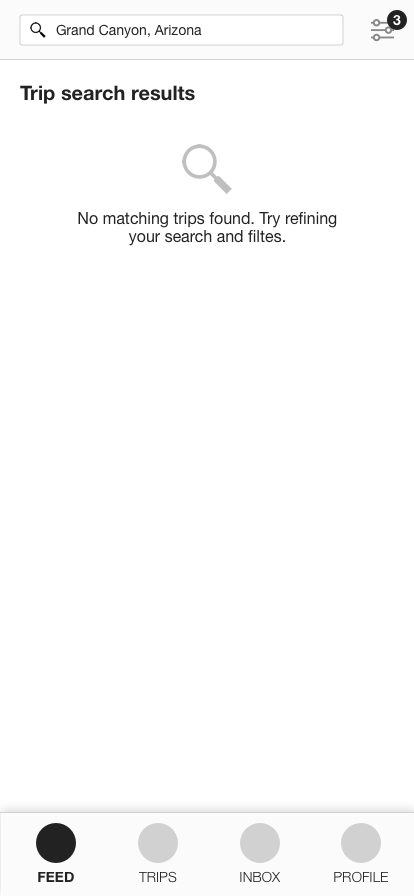 Grand Canyon, Arizona
3
Trip search results
No matching trips found. Try refining
your search and filtes.
FEED
TRIPS
INBOX
PROFILE